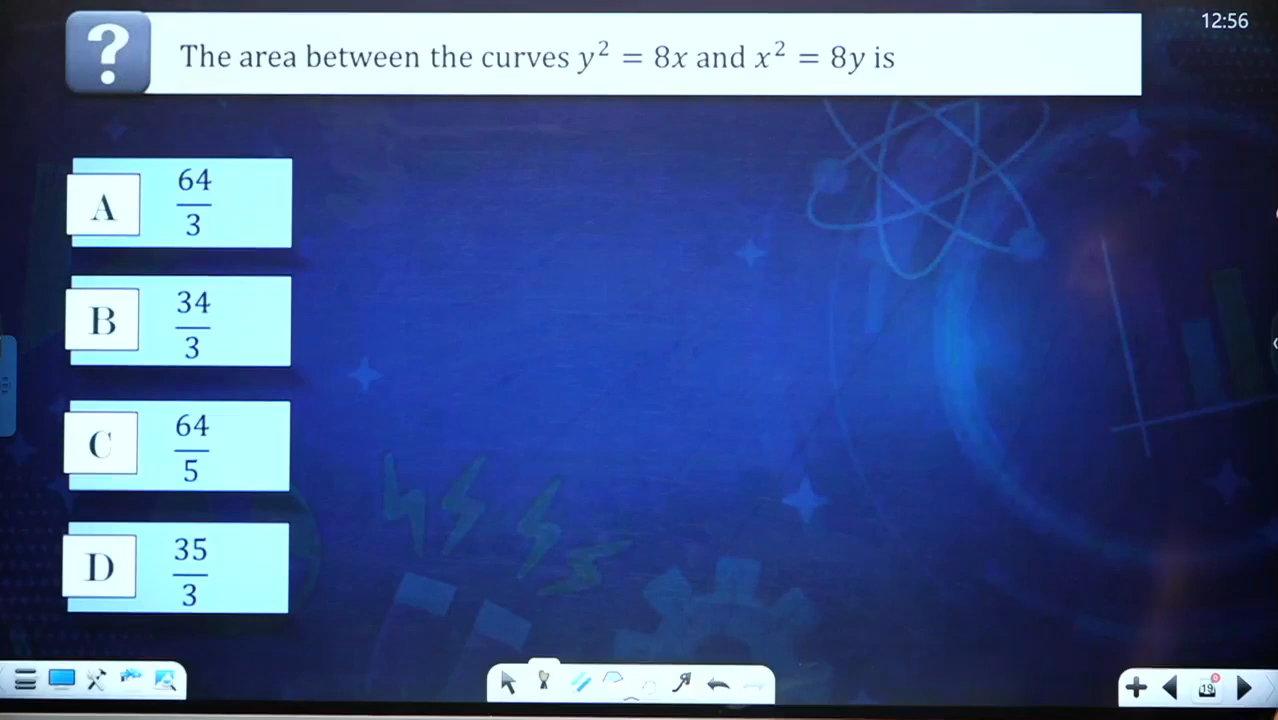 12:56
?
The area between the curves y² = 8x and x² = 8y is
A
64/3
B
34/3
C
64/5
D
35/3
19